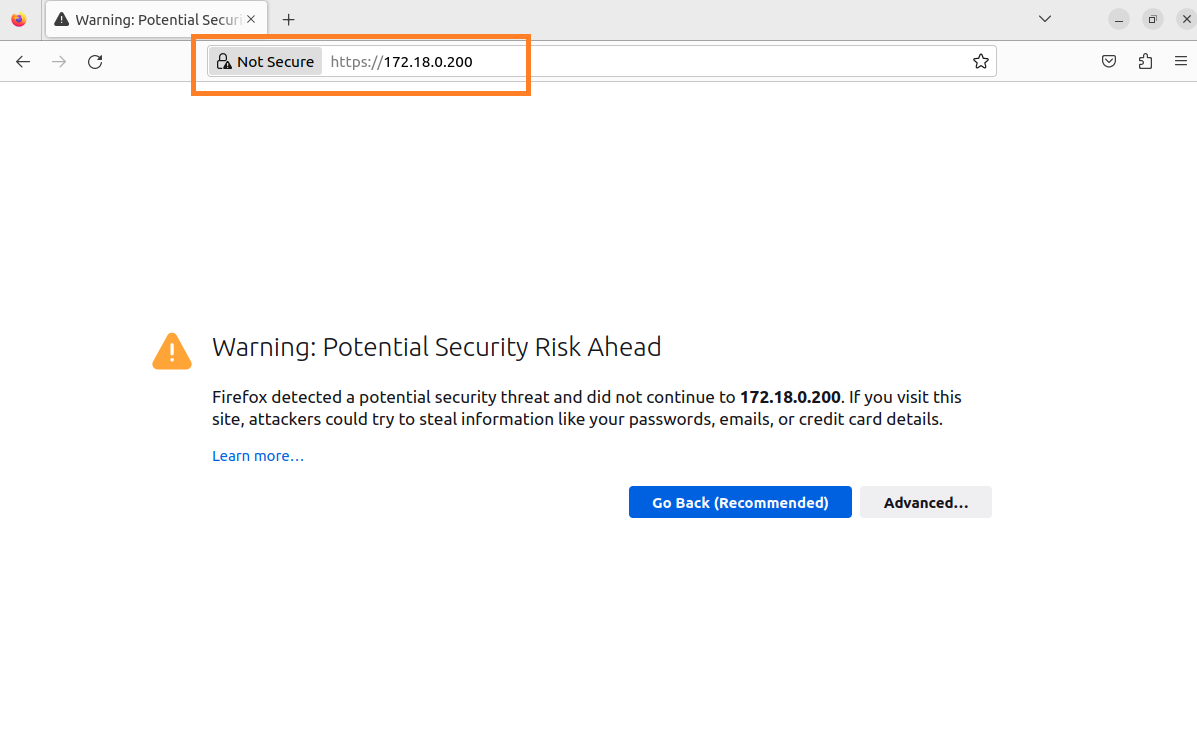 Warning: Potential Securi
Not Secure https://172.18.0.200
Warning: Potential Security Risk Ahead
Firefox detected a potential security threat and did not continue to 172.18.0.200. If you visit this
site, attackers could try to steal information like your passwords, emails, or credit card details.
Learn more…
Go Back (Recommended) Advanced…